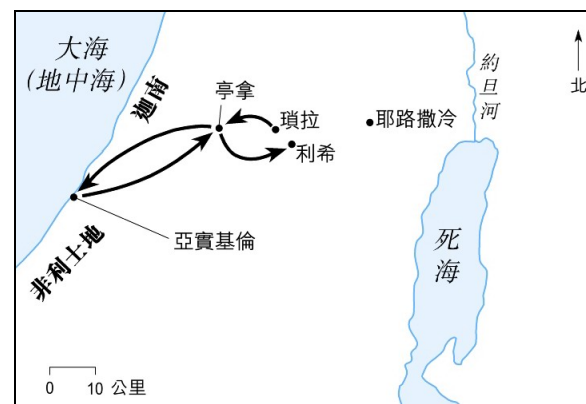 大海
(地中海)
迦南
亭拿
瑣拉
利希
耶路撒冷
約旦河
北
亞實基倫
非利士地
死海
0 10 公里